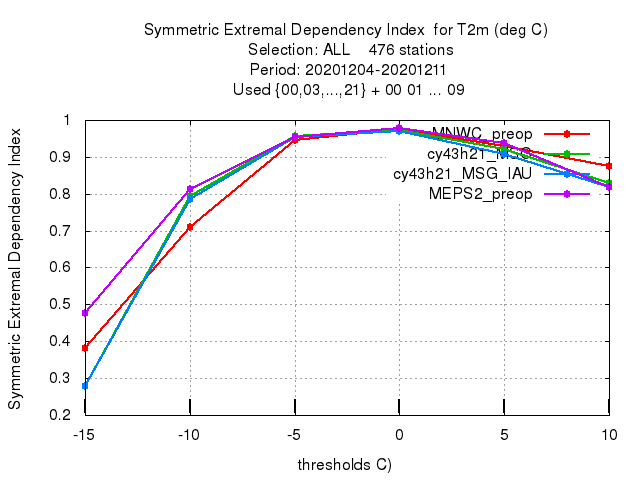 Symmetric Extremal Dependency Index for T2m (deg C)
Selection: ALL 476 stations
Period: 20201204-20201211
Used {00,03,...,21} + 00 01 ... 09
Symmetric Extremal Dependency Index
1
0.9
0.8
0.7
0.6
0.5
0.4
0.3
0.2
MNWC_preop
cy43h21_
cy43h21_MSG_IAU
MEPS2_preop
-15 -10 -5 0 5 10
thresholds C)